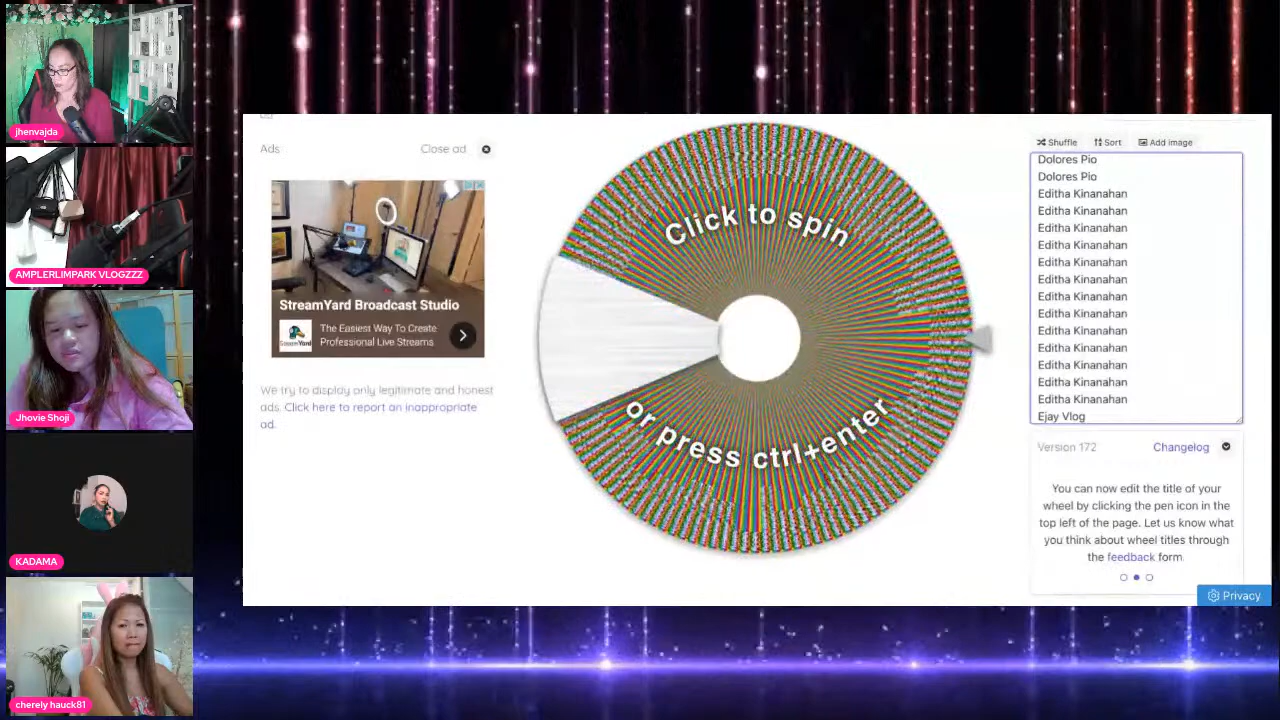 jhenvajda
AMPLERLIMPARK VLOGZZZ
Jhovie Shoji
KADAMA
cherely hauck81
Ads
Close ad
StreamYard Broadcast Studio
StreamYard
The Easiest Way To Create
Professional Live Streams
We try to display only legitimate and honest
ads. Click here to report an inappropriate
ad.
Click to spin
or press ctrl+enter
Shuffle
Sort
Add image
Dolores Pio
Dolores Pio
Editha Kinanahan
Editha Kinanahan
Editha Kinanahan
Editha Kinanahan
Editha Kinanahan
Editha Kinanahan
Editha Kinanahan
Editha Kinanahan
Editha Kinanahan
Editha Kinanahan
Editha Kinanahan
Editha Kinanahan
Editha Kinanahan
Ejay Vlog
Version 172
Changelog
You can now edit the title of your
wheel by clicking the pen icon in the
top left of the page. Let us know what
you think about wheel titles through
the feedback form.
Privacy